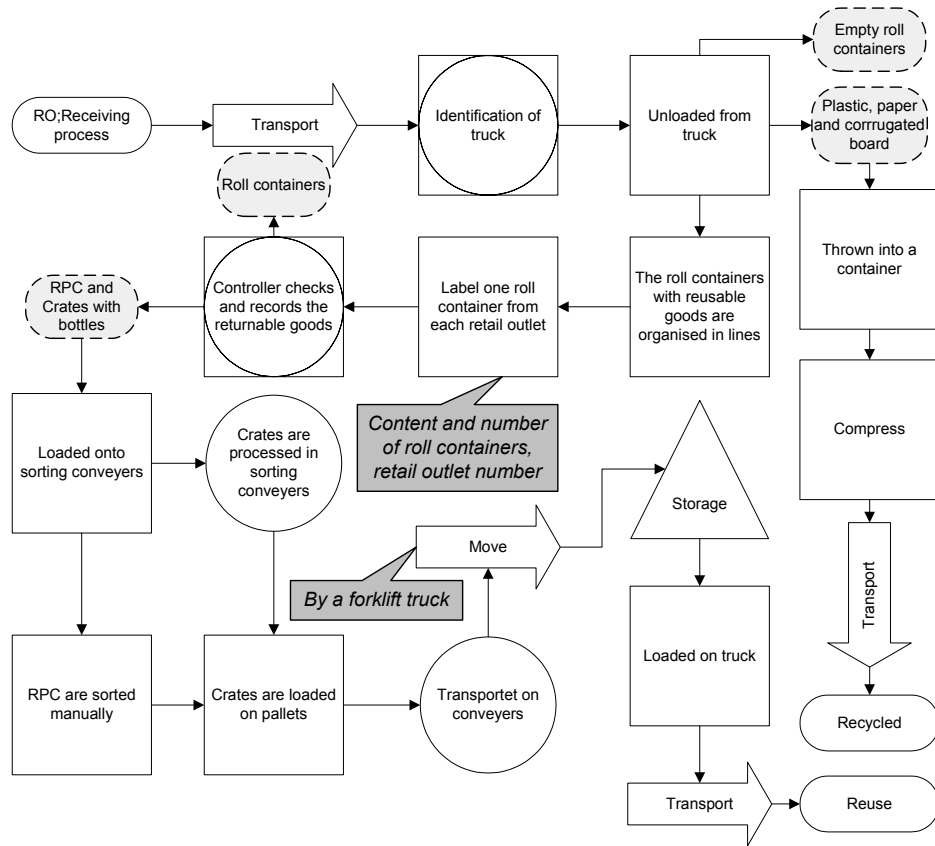 Empty roll
containers
RO;Receiving
process
Transport
Identification of
truck
Unloaded from
truck
Plastic, paper
and corrrugated
board
Roll containers
RPC and
Crates with
bottles
Controller checks
and records the
returnable goods
Label one roll
container from
each retail outlet
The roll containers
with reusable
goods are
organised in lines
Thrown into a
container
Content and number
of roll containers,
retail outlet number
Compress
Loaded onto
sorting conveyers
Crates are
processed in
sorting
conveyers
Storage
Move
By a forklift truck
Transport
RPC are sorted
manually
Crates are loaded
on pallets
Transportet on
conveyers
Loaded on truck
Recycled
Transport
Reuse